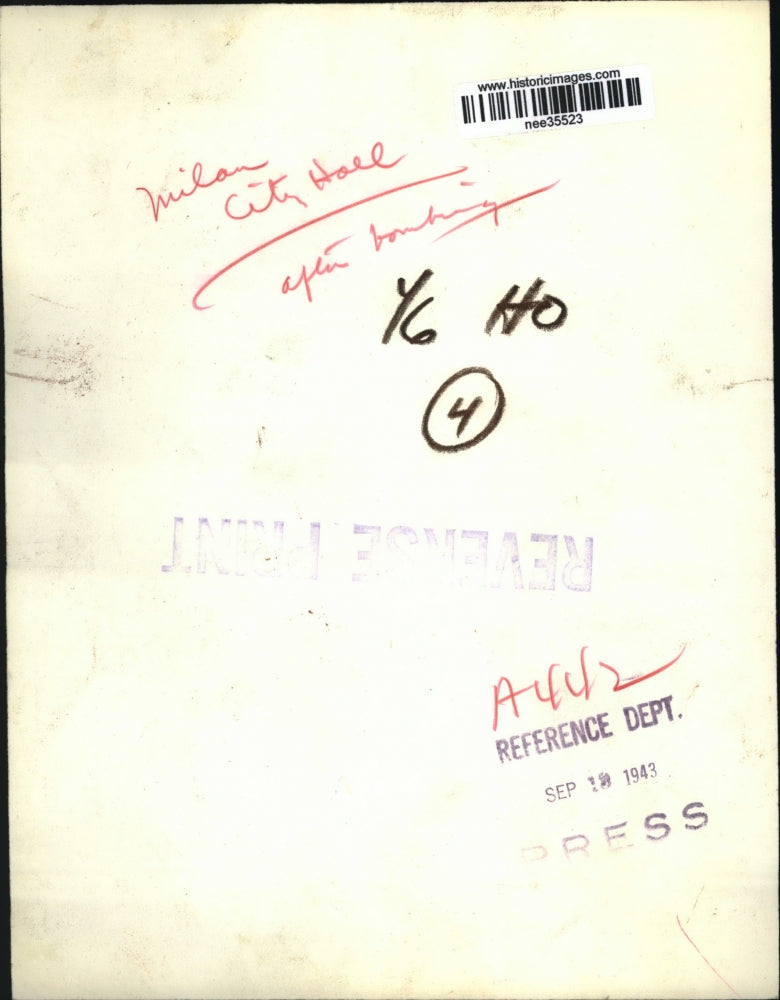 www.historicimages.com
nee35523
Milan
City Hall
after bombing
1/6 HO
4
REVERSE PRINT
A442
REFERENCE DEPT.
SEP 1943
PRESS